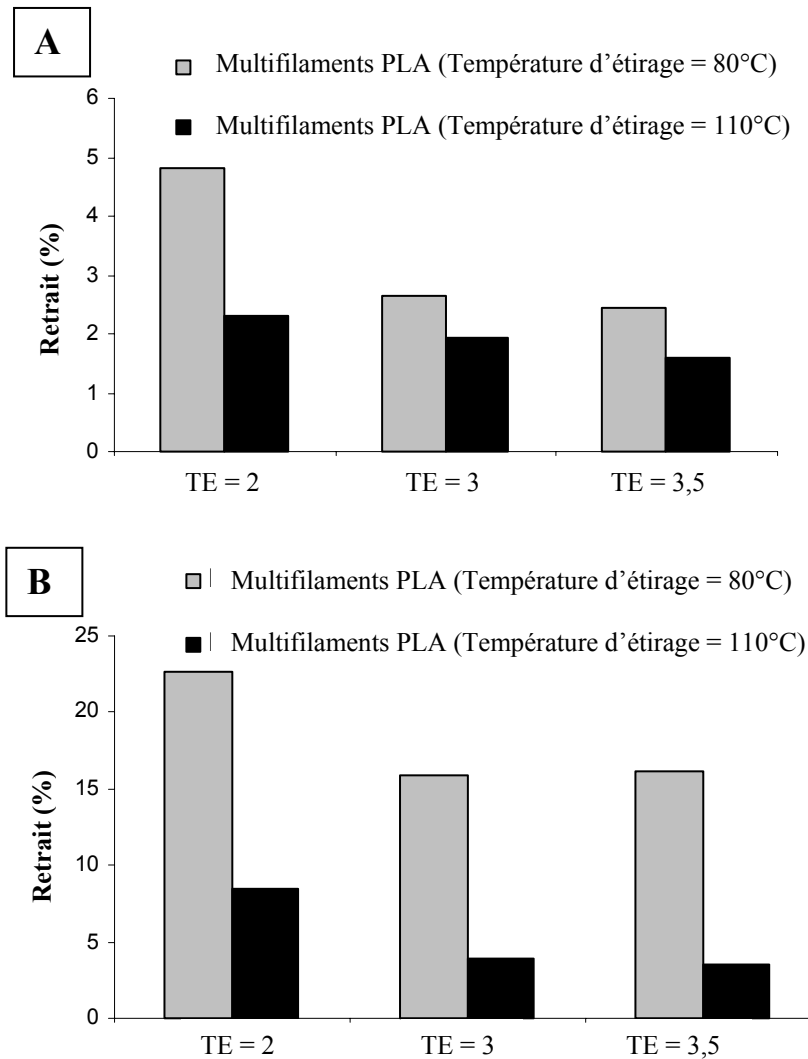 A
Multifilaments PLA (Température d’étirage = 80°C)
Multifilaments PLA (Température d’étirage = 110°C)
Retrait (%)
6
5
4
3
2
1
0
TE = 2
TE = 3
TE = 3,5
B
Multifilaments PLA (Température d’étirage = 80°C)
Multifilaments PLA (Température d’étirage = 110°C)
Retrait (%)
25
20
15
10
5
0
TE = 2
TE = 3
TE = 3,5